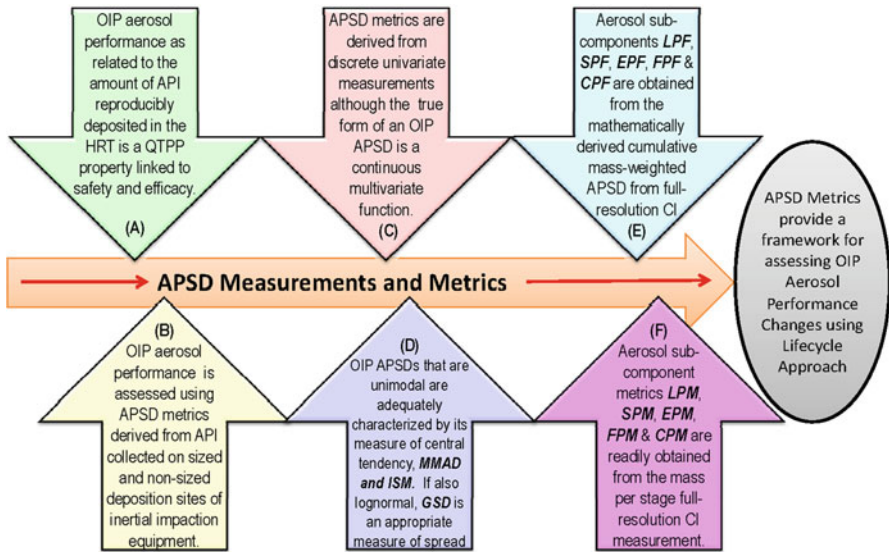 OIP aerosol
performance as
related to the
amount of API
reproducibly
deposited in the
HRT is a QTPP
property linked to
safety and efficacy.
(A)
APSD metrics are
derived from
discrete univariate
measurements
although the true
form of an OIP
APSD is a
continuous
multivariate
function.
(C)
Aerosol sub-
components LPF,
SPF, EPF, FPF &
CPF are obtained
from the
mathematically
derived cumulative
mass-weighted
APSD from full-
resolution CI
(E)
APSD Measurements and Metrics
APSD Metrics
provide a
framework for
assessing OIP
Aerosol
Performance
Changes using
Lifecycle
Approach
(B)
OIP aerosol
performance is
assessed using
APSD metrics
derived from API
collected on sized
and non-sized
deposition sites of
inertial impaction
equipment.
(D)
OIP APSDs that are
unimodal are
adequately
characterized by its
measure of central
tendency, MMAD
and ISM. If also
lognormal, GSD is
an appropriate
measure of spread
(F)
Aerosol sub-
component
metrics LPM,
SPM, EPM,
FPM & CPM are
readily obtained
from the mass
per stage full-
resolution CI
measurement.